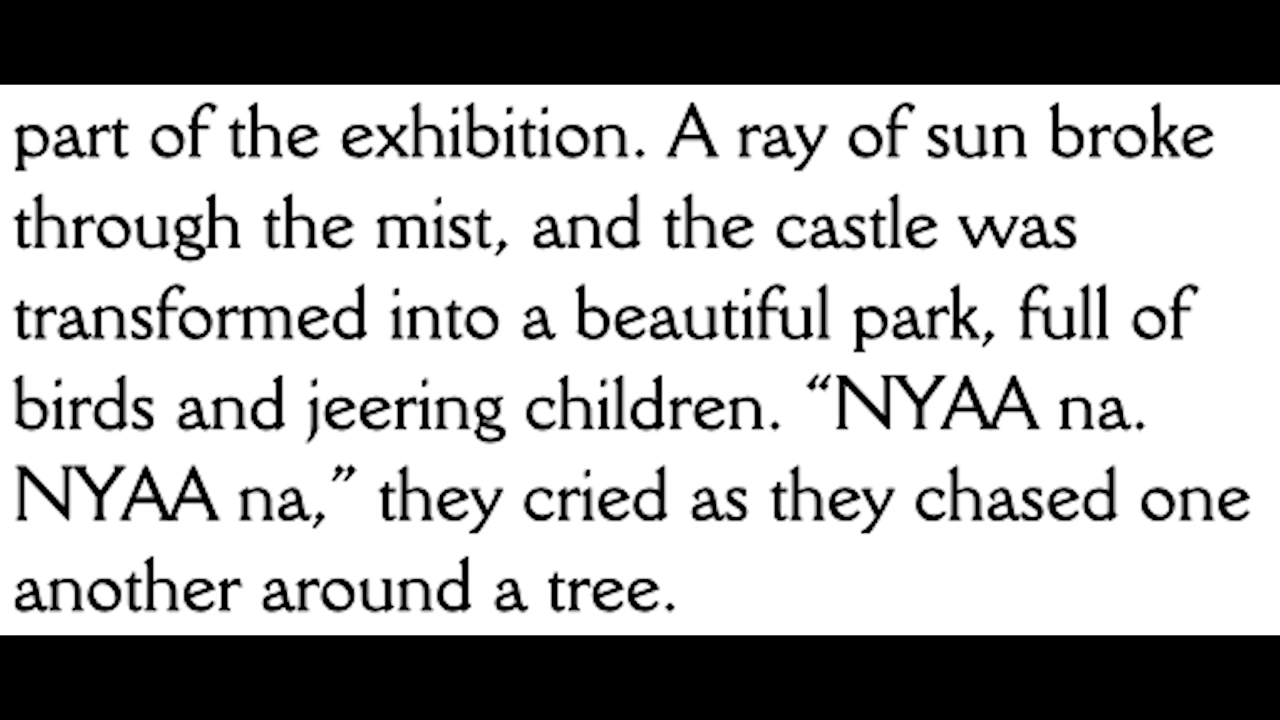 part of the exhibition. A ray of sun broke
through the mist, and the castle was
transformed into a beautiful park, full of
birds and jeering children. “NYAA na.
NYAA na,” they cried as they chased one
another around a tree.